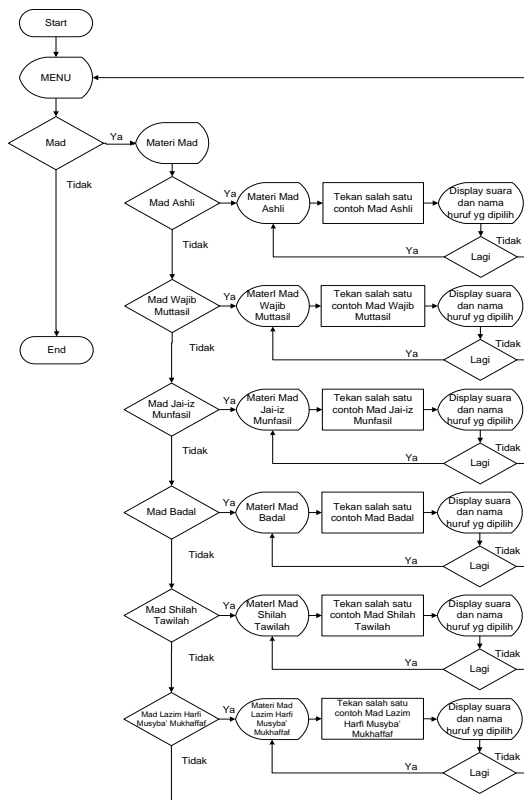 Start
MENU
Mad
Ya
Materi Mad
Tidak
End
Mad Ashli
Ya
Materi Mad
Ashli
Tekan salah satu
contoh Mad Ashli
Display suara
dan nama
huruf yg dipilih
Tidak
Ya
Lagi
Tidak
Mad Wajib
Muttasil
Ya
MaterI Mad
Wajib
Muttasil
Tekan salah satu
contoh Mad Wajib
Muttasil
Display suara
dan nama
huruf yg dipilih
Tidak
Ya
Lagi
Tidak
Mad Jai-iz
Munfasil
Ya
Materi Mad
Jai-iz
Munfasil
Tekan salah satu
contoh Mad Jai-iz
Munfasil
Display suara
dan nama
huruf yg dipilih
Tidak
Ya
Lagi
Tidak
Mad Badal
Ya
MaterI Mad
Badal
Tekan salah satu
contoh Mad Badal
Display suara
dan nama
huruf yg dipilih
Tidak
Ya
Lagi
Tidak
Mad Shilah
Tawilah
Ya
MaterI Mad
Shilah
Tawilah
Tekan salah satu
contoh Mad Shilah
Tawilah
Display suara
dan nama
huruf yg dipilih
Tidak
Ya
Lagi
Tidak
Mad Lazim Harfi
Musyba' Mukhaffaf
Ya
Materi Mad
Lazim Harfi
Musyba'
Mukhaffaf
Tekan salah satu
contoh Mad Lazim
Harfi Musyba'
Mukhaffaf
Display suara
dan nama
huruf yg dipilih
Tidak
Ya
Lagi
Tidak